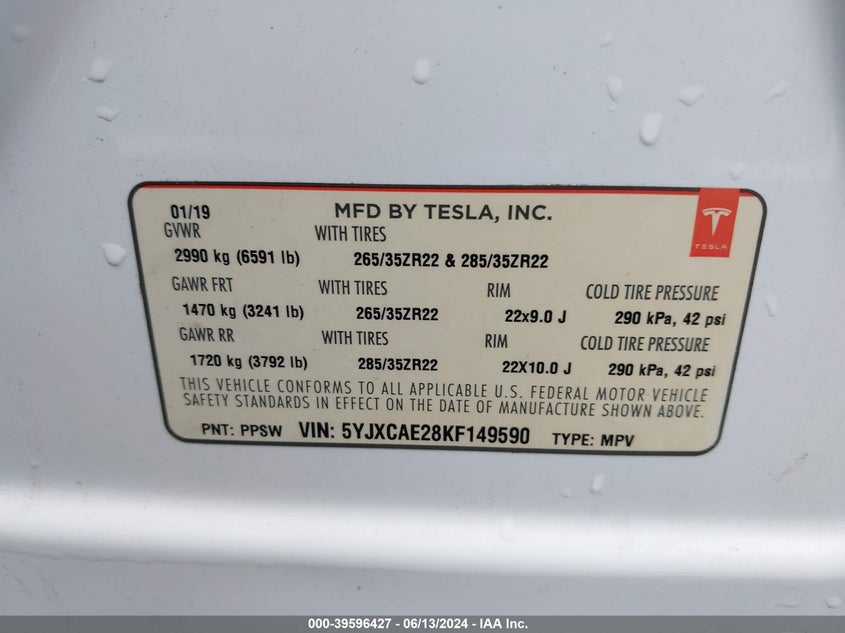 01/19 MFD BY TESLA, INC.
TESLA
GVWR WITH TIRES
2990 kg (6591 lb) 265/35ZR22 & 285/35ZR22
GAWR FRT WITH TIRES RIM COLD TIRE PRESSURE
1470 kg (3241 lb) 265/35ZR22 22x9.0 J 290 kPa, 42 psi
GAWR RR WITH TIRES RIM COLD TIRE PRESSURE
1720 kg (3792 lb) 285/35ZR22 22X10.0 J 290 kPa, 42 psi
THIS VEHICLE CONFORMS TO ALL APPLICABLE U.S. FEDERAL MOTOR VEHICLE
SAFETY STANDARDS IN EFFECT ON THE DATE OF MANUFACTURE SHOWN ABOVE.
PNT: PPSW VIN: 5YJXCAE28KF149590 TYPE: MPV
000-39596427 - 06/13/2024 - IAA Inc.